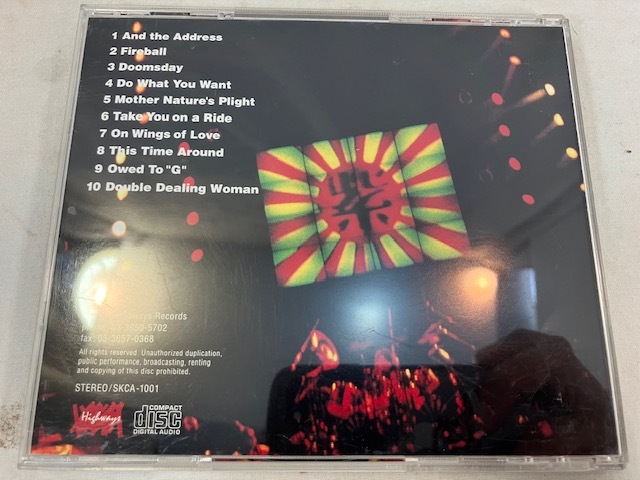 1 And the Address
2 Fireball
3 Doomsday
4 Do What You Want
5 Mother Nature's Plight
6 Take You on a Ride
7 On Wings of Love
8 This Time Around
9 Owed To "G"
10 Double Dealing Woman
紫
Records
5702
fax: 03-3657-0368
All rights reserved. Unauthorized duplication,
public performance, broadcasting, renting
and copying of this disc prohibited.
STEREO/SKCA-1001
Highways
COMPACT
disc
DIGITAL AUDIO